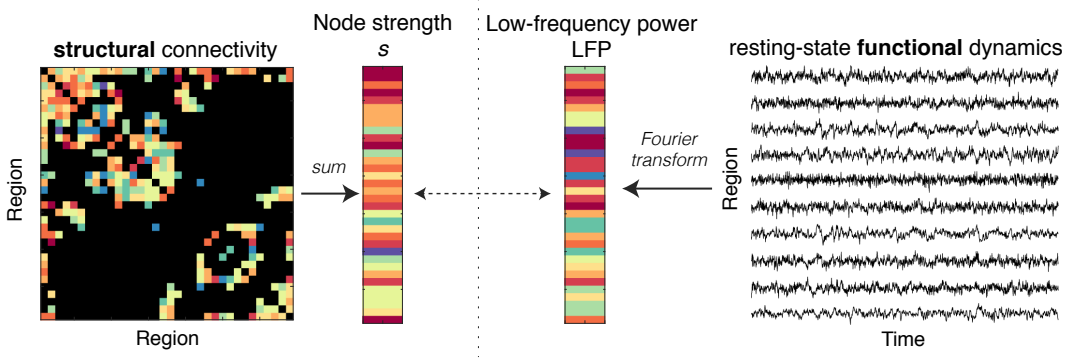 structural connectivity
Region
Region
Node strength
s
sum
Low-frequency power
LFP
Fourier
transform
resting-state functional dynamics
Region
Time